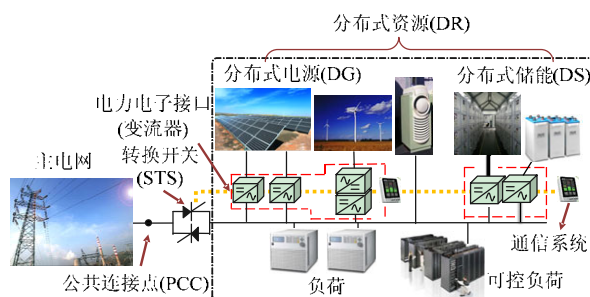 分布式资源(DR)
分布式电源(DG)
分布式储能(DS)
电力电子接口
(变流器)
转换开关
(STS)
主电网
公共连接点(PCC)
负荷
可控负荷
通信系统